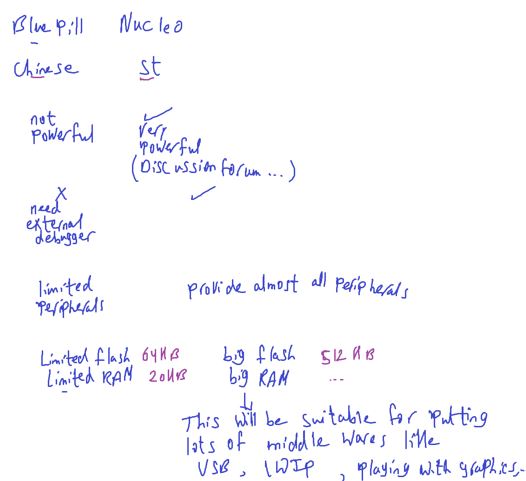 Blue pill Nucleo
Chinese st
not
powerful
very
powerful
(Discussion forum ...)
X
need
external
debugger
limited
peripherals
provide almost all peripherals
Limited flash 64KB big flash 512 KB
Limited RAM 20KB big RAM ...
This will be suitable for putting
lots of middle wares like
USB, LWIP, playing with graphics,..